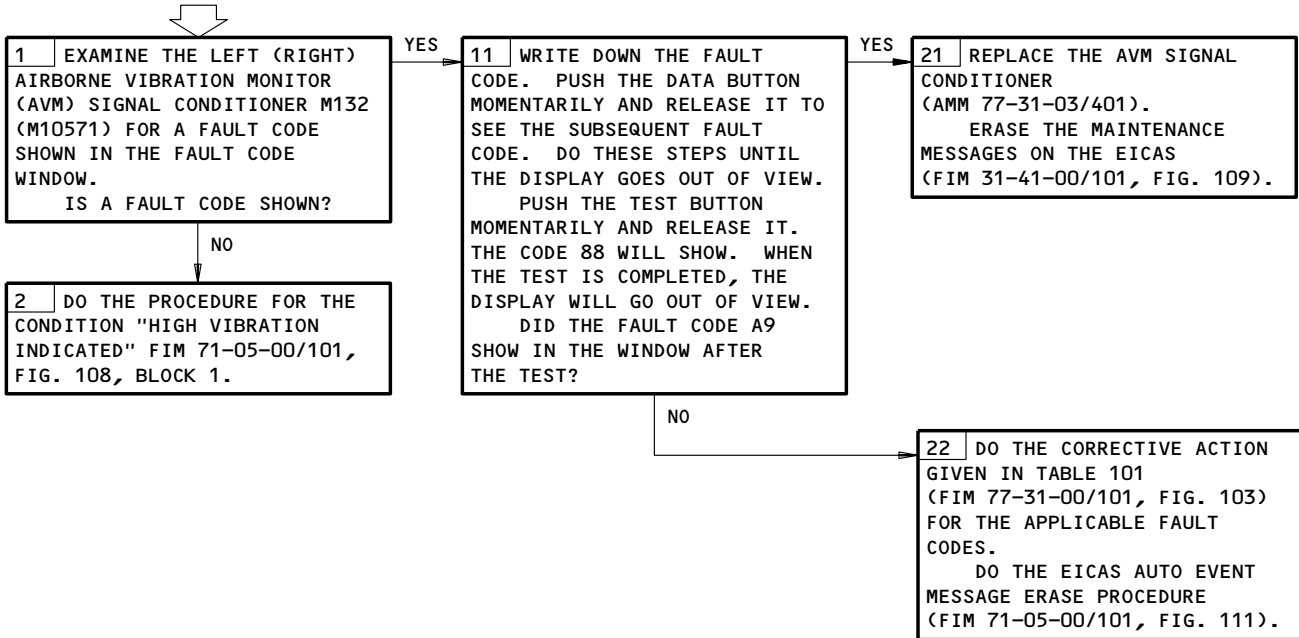 1 EXAMINE THE LEFT (RIGHT)
AIRBORNE VIBRATION MONITOR
(AVM) SIGNAL CONDITIONER M132
(M10571) FOR A FAULT CODE
SHOWN IN THE FAULT CODE
WINDOW.
IS A FAULT CODE SHOWN?
YES
NO
2 DO THE PROCEDURE FOR THE
CONDITION "HIGH VIBRATION
INDICATED" FIM 71-05-00/101,
FIG. 108, BLOCK 1.
11 WRITE DOWN THE FAULT
CODE. PUSH THE DATA BUTTON
MOMENTARILY AND RELEASE IT TO
SEE THE SUBSEQUENT FAULT
CODE. DO THESE STEPS UNTIL
THE DISPLAY GOES OUT OF VIEW.
PUSH THE TEST BUTTON
MOMENTARILY AND RELEASE IT.
THE CODE 88 WILL SHOW. WHEN
THE TEST IS COMPLETED, THE
DISPLAY WILL GO OUT OF VIEW.
DID THE FAULT CODE A9
SHOW IN THE WINDOW AFTER
THE TEST?
YES
NO
21 REPLACE THE AVM SIGNAL
CONDITIONER
(AMM 77-31-03/401).
ERASE THE MAINTENANCE
MESSAGES ON THE EICAS
(FIM 31-41-00/101, FIG. 109).
22 DO THE CORRECTIVE ACTION
GIVEN IN TABLE 101
(FIM 77-31-00/101, FIG. 103)
FOR THE APPLICABLE FAULT
CODES.
DO THE EICAS AUTO EVENT
MESSAGE ERASE PROCEDURE
(FIM 71-05-00/101, FIG. 111).